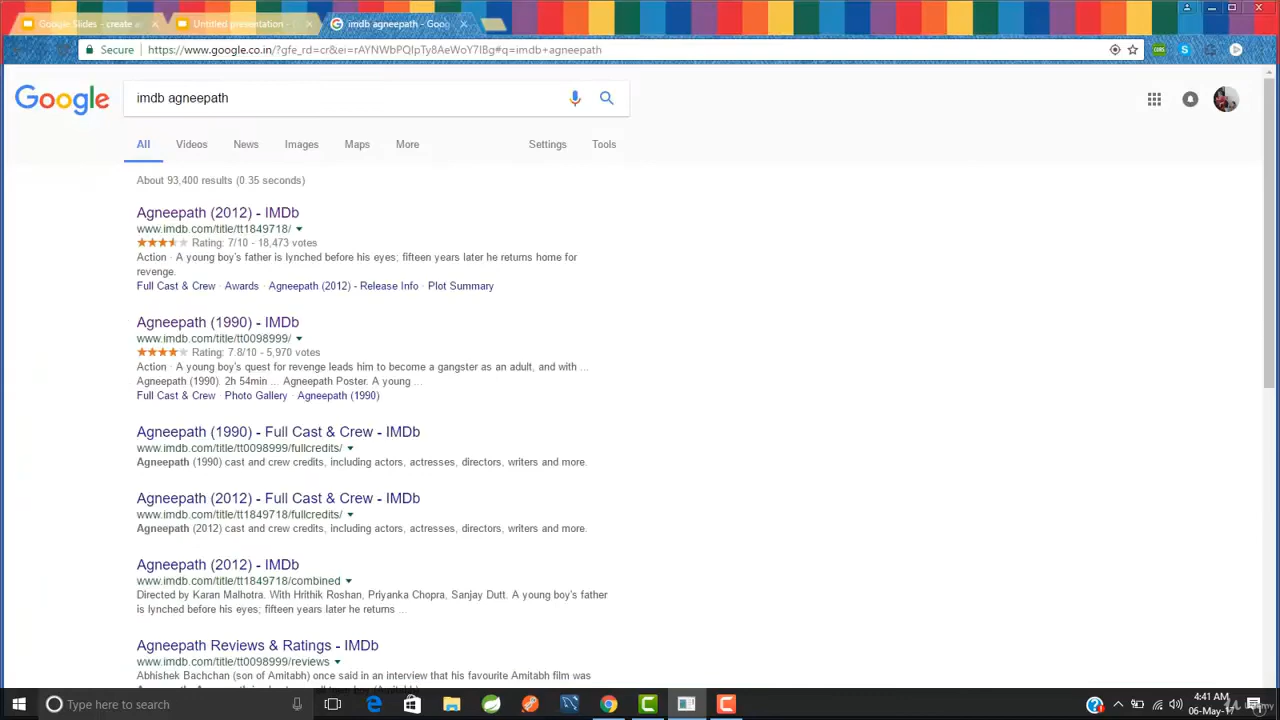 Google Slides - create a
Untitled presentation -
imdb agneepath - Goo
Secure
https://www.google.co.in/?gfe_rd=cr&ei=rAYNWbPQIpTy8AeWoY7IBg#q=imdb+agneepath
CORS
S
Google
imdb agneepath
All
Videos
News
Images
Maps
More
Settings
Tools
About 93,400 results (0.35 seconds)
Agneepath (2012) - IMDb
www.imdb.com/title/tt1849718/
Rating: 7/10 - 18,473 votes
Action · A young boy's father is lynched before his eyes; fifteen years later he returns home for
revenge.
Full Cast & Crew · Awards · Agneepath (2012) - Release Info · Plot Summary
Agneepath (1990) - IMDb
www.imdb.com/title/tt0098999/
Rating: 7.8/10 - 5,970 votes
Action · A young boy's quest for revenge leads him to become a gangster as an adult, and with ...
Agneepath (1990). 2h 54min ... Agneepath Poster. A young ...
Full Cast & Crew · Photo Gallery · Agneepath (1990)
Agneepath (1990) - Full Cast & Crew - IMDb
www.imdb.com/title/tt0098999/fullcredits/
Agneepath (1990) cast and crew credits, including actors, actresses, directors, writers and more.
Agneepath (2012) - Full Cast & Crew - IMDb
www.imdb.com/title/tt1849718/fullcredits/
Agneepath (2012) cast and crew credits, including actors, actresses, directors, writers and more.
Agneepath (2012) - IMDb
www.imdb.com/title/tt1849718/combined
Directed by Karan Malhotra. With Hrithik Roshan, Priyanka Chopra, Sanjay Dutt. A young boy's father
is lynched before his eyes; fifteen years later he returns ...
Agneepath Reviews & Ratings - IMDb
www.imdb.com/title/tt0098999/reviews
Abhishek Bachchan (son of Amitabh) once said in an interview that his favourite Amitabh film was
Type here to search
4:41 AM
06-May-17